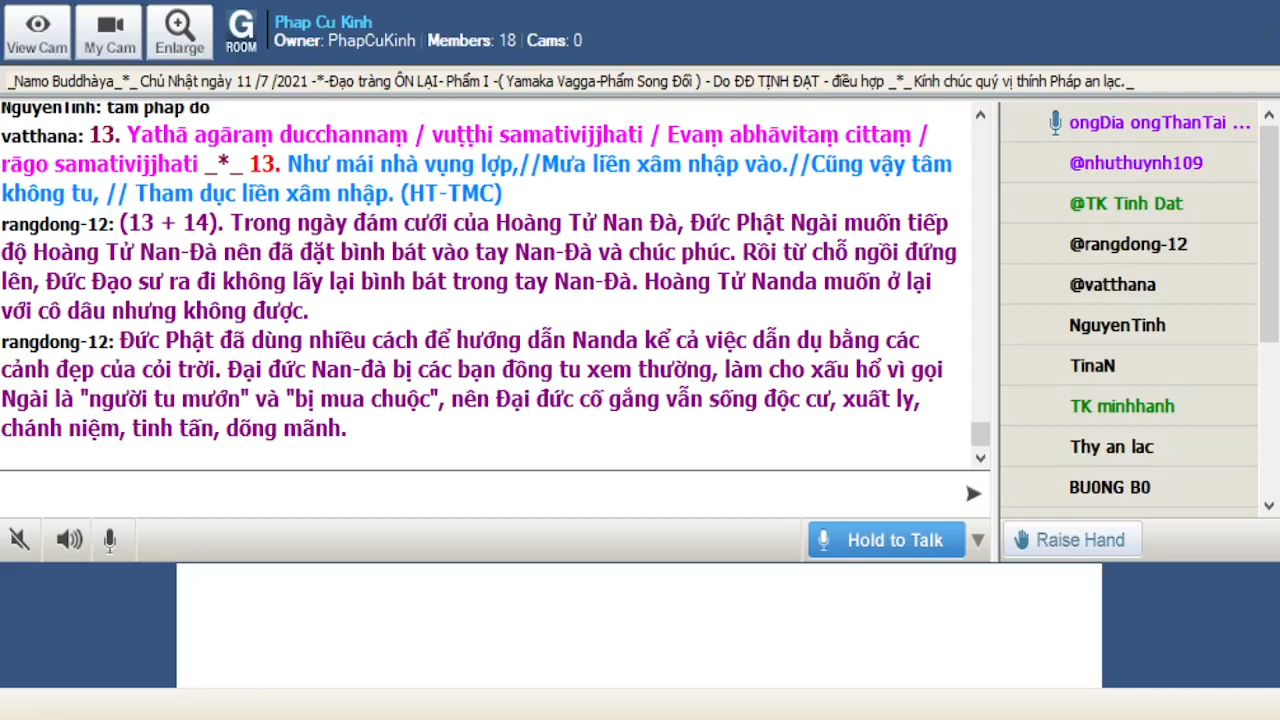 View Cam
My Cam
Enlarge
G
ROOM
Phap Cu Kinh
Owner: PhapCuKinh | Members: 18 | Cams: 0
_Namo Buddhàya_*_ Chủ Nhật ngày 11 /7 /2021 -*-Đạo tràng ÔN LẠI- Phẩm I -( Yamaka Vagga-Phẩm Song Đối ) - Do ĐĐ TỊNH ĐẠT - điều hợp _*_ Kính chúc quý vị thính Pháp an lạc._
NguyenTinh: tam phap do
vatthana: 13. Yathā agāraṃ ducchannaṃ / vuṭṭhi samativijjhati / Evaṃ abhāvitaṃ cittaṃ /
rāgo samativijjhati _*_ 13. Như mái nhà vụng lợp,//Mưa liền xâm nhập vào.//Cũng vậy tâm
không tu, // Tham dục liền xâm nhập. (HT-TMC)
rangdong-12: (13 + 14). Trong ngày đám cưới của Hoàng Tử Nan Đà, Đức Phật Ngài muốn tiếp
độ Hoàng Tử Nan-Đà nên đã đặt bình bát vào tay Nan-Đà và chúc phúc. Rồi từ chỗ ngồi đứng
lên, Đức Đạo sư ra đi không lấy lại bình bát trong tay Nan-Đà. Hoàng Tử Nanda muốn ở lại
với cô dâu nhưng không được.
rangdong-12: Đức Phật đã dùng nhiều cách để hướng dẫn Nanda kể cả việc dẫn dụ bằng các
cảnh đẹp của cỏi trời. Đại đức Nan-đà bị các bạn đồng tu xem thường, làm cho xấu hổ vì gọi
Ngài là "người tu mướn" và "bị mua chuộc", nên Đại đức cố gắng vẫn sống độc cư, xuất ly,
chánh niệm, tinh tấn, dõng mãnh.
ongDia ongThanTai ...
@nhuthuynh109
@TK Tinh Dat
@rangdong-12
@vatthana
NguyenTinh
TinaN
TK minhhanh
Thy an lac
BU0NG B0
Hold to Talk
Raise Hand